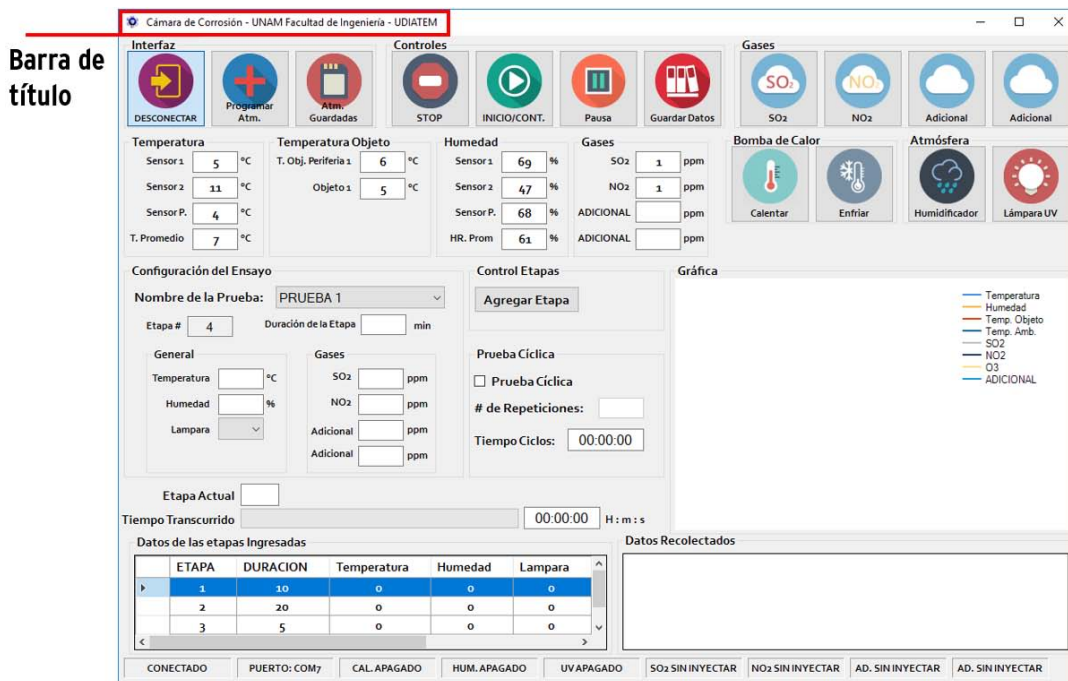 Barra de
título
Cámara de Corrosión - UNAM Facultad de Ingeniería - UDIATEM
Interfaz
DESCONECTAR
Programar
Atm.
Atm.
Guardadas
Controles
STOP
INICIO/CONT.
Pausa
Guardar Datos
Gases
SO2
SO2
NO2
NO2
Adicional
Adicional
Temperatura
Sensor 1 5 °C
Sensor 2 11 °C
Sensor P. 4 °C
T. Promedio 7 °C
Temperatura Objeto
T. Obj. Perifería 1 6 °C
Objeto 1 5 °C
Humedad
Sensor 1 69 %
Sensor 2 47 %
Sensor P. 68 %
HR. Prom 61 %
Gases
SO2 1 ppm
NO2 1 ppm
ADICIONAL ppm
ADICIONAL ppm
Bomba de Calor
Calentar
Enfriar
Atmósfera
Humidificador
Lámpara UV
Configuración del Ensayo
Nombre de la Prueba: PRUEBA 1
Etapa # 4 Duración de la Etapa min
General
Temperatura °C
Humedad %
Lampara
Gases
SO2 ppm
NO2 ppm
Adicional ppm
Adicional ppm
Control Etapas
Agregar Etapa
Prueba Cíclica
Prueba Cíclica
# de Repeticiones:
Tiempo Ciclos: 00:00:00
Gráfica
Temperatura
Humedad
Temp. Objeto
Temp. Amb.
SO2
NO2
O3
ADICIONAL
Etapa Actual
Tiempo Transcurrido 00:00:00 H : m : s
Datos de las etapas Ingresadas
ETAPA DURACION Temperatura Humedad Lampara
1 10 0 0 0
2 20 0 0 0
3 5 0 0 0
Datos Recolectados
CONECTADO PUERTO: COM7 CAL. APAGADO HUM. APAGADO UV APAGADO SO2 SIN INYECTAR NO2 SIN INYECTAR AD. SIN INYECTAR AD. SIN INYECTAR